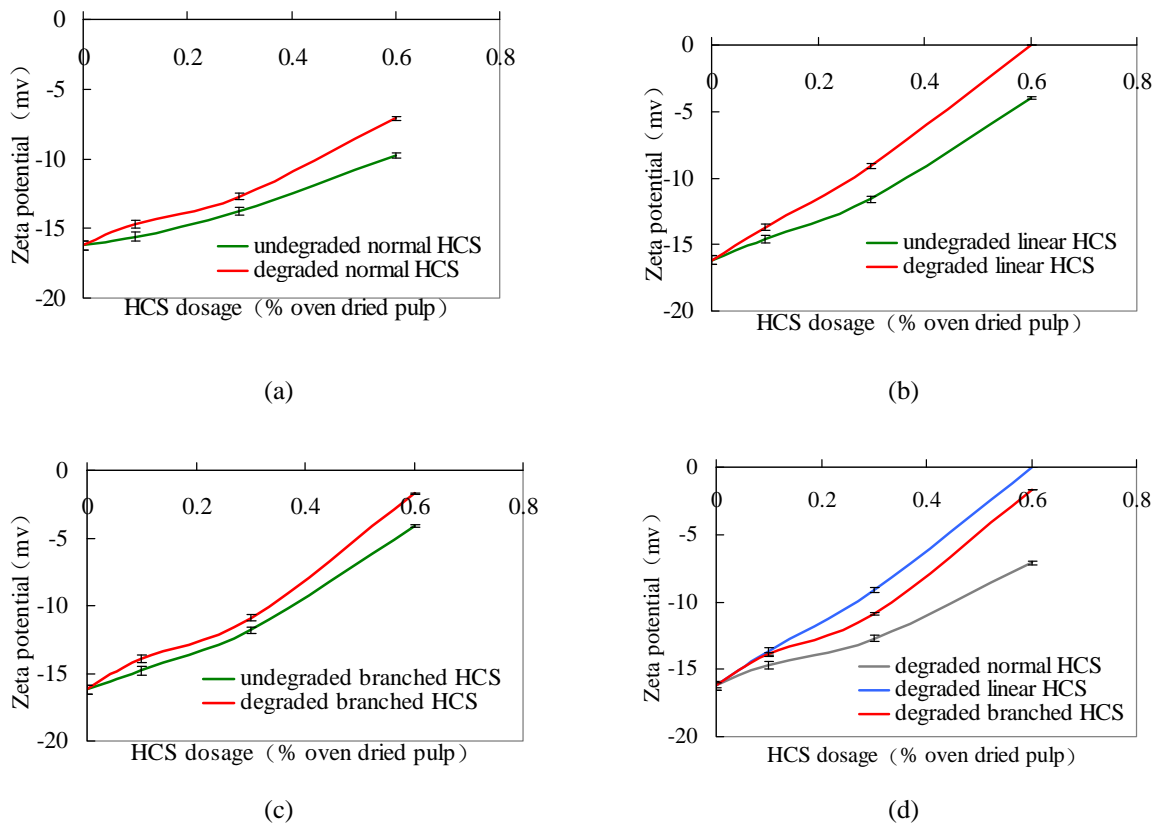 0
0 0.2 0.4 0.6 0.8
-5
-10
-15
-20
Zeta potential（mv）
undegraded normal HCS
degraded normal HCS
HCS dosage（% oven dried pulp）
(a)
0
0 0.2 0.4 0.6 0.8
-5
-10
-15
-20
Zeta potential（mv）
undegraded linear HCS
degraded linear HCS
HCS dosage（% oven dried pulp）
(b)
0
0 0.2 0.4 0.6 0.8
-5
-10
-15
-20
Zeta potential（mv）
undegraded branched HCS
degraded branched HCS
HCS dosage（% oven dried pulp）
(c)
0
0 0.2 0.4 0.6 0.8
-5
-10
-15
-20
Zeta potential（mv）
degraded normal HCS
degraded linear HCS
degraded branched HCS
HCS dosage（% oven dried pulp）
(d)